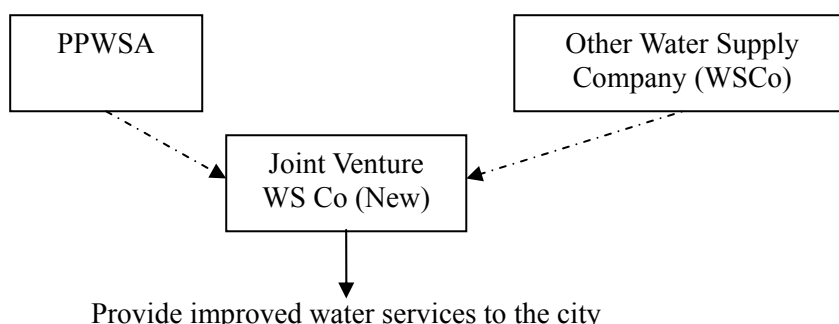 PPWSA
Other Water Supply
Company (WSCo)
Joint Venture
WS Co (New)
Provide improved water services to the city